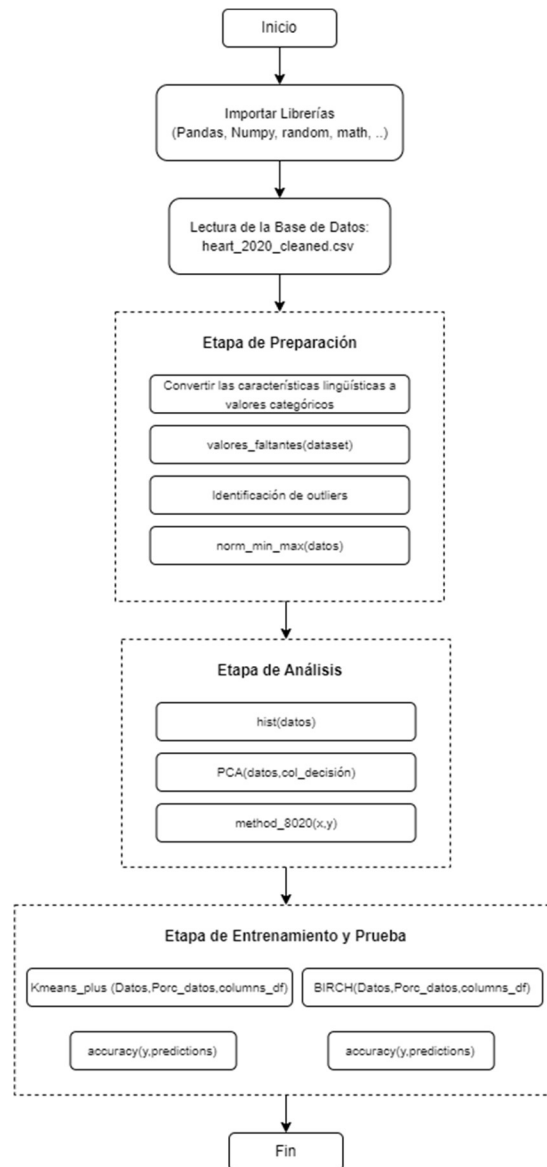 Inicio
Importar Librerías
(Pandas, Numpy, random, math, ..)
Lectura de la Base de Datos:
heart_2020_cleaned.csv
Etapa de Preparación
Convertir las características lingüísticas a
valores categóricos
valores_faltantes(dataset)
Identificación de outliers
norm_min_max(datos)
Etapa de Análisis
hist(datos)
PCA(datos,col_decisión)
method_8020(x,y)
Etapa de Entrenamiento y Prueba
Kmeans_plus (Datos,Porc_datos,columns_df)
BIRCH(Datos,Porc_datos,columns_df)
accuracy(y,predictions)
accuracy(y,predictions)
Fin